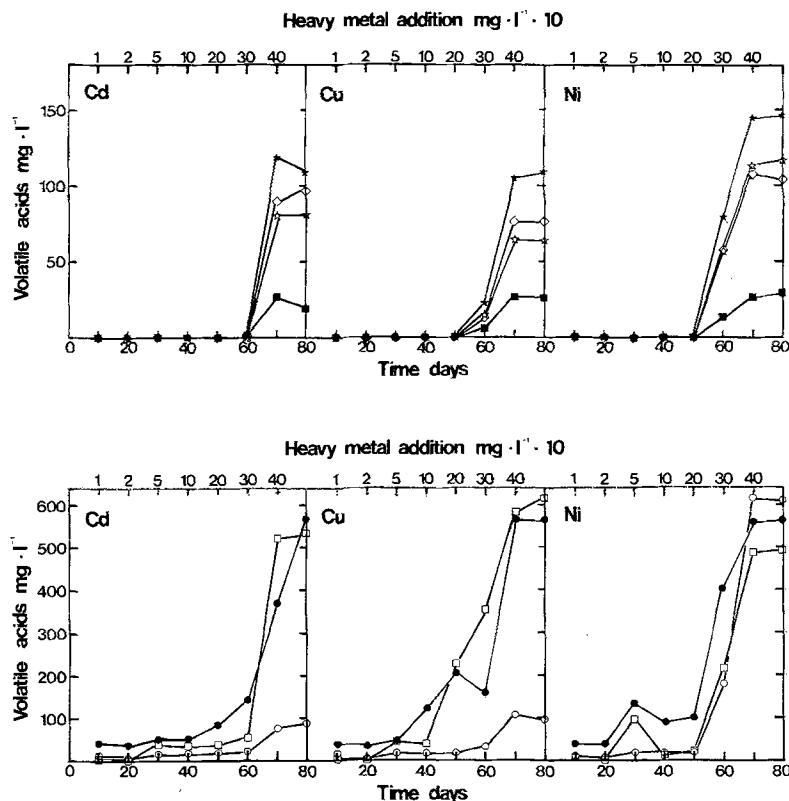 Heavy metal addition mg·l⁻¹·10
1 2 5 10 20 30 40 1 2 5 10 20 30 40 1 2 5 10 20 30 40
Cd Cu Ni
150
100
50
Volatile acids mg·l⁻¹
0 20 40 60 80 20 40 60 80 20 40 60 80
Time days
Heavy metal addition mg·l⁻¹·10
1 2 5 10 20 30 40 1 2 5 10 20 30 40 1 2 5 10 20 30 40
Cd Cu Ni
600
500
400
300
200
100
Volatile acids mg·l⁻¹
0 20 40 60 80 20 40 60 80 20 40 60 80
Time days